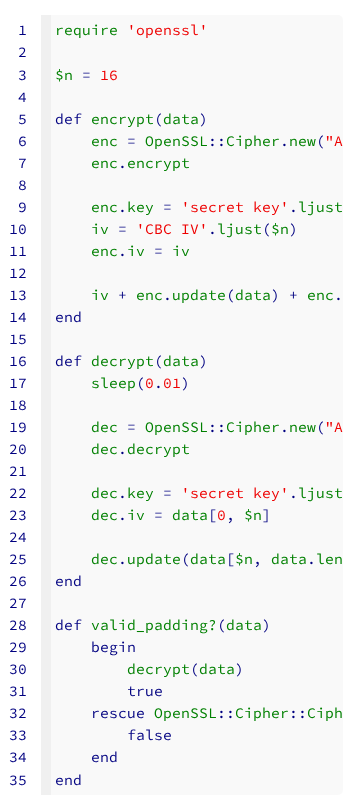 1 require 'openssl'
2
3 $n = 16
4
5 def encrypt(data)
6 enc = OpenSSL::Cipher.new("A
7 enc.encrypt
8
9 enc.key = 'secret key'.ljust
10 iv = 'CBC IV'.ljust($n)
11 enc.iv = iv
12
13 iv + enc.update(data) + enc.
14 end
15
16 def decrypt(data)
17 sleep(0.01)
18
19 dec = OpenSSL::Cipher.new("A
20 dec.decrypt
21
22 dec.key = 'secret key'.ljust
23 dec.iv = data[0, $n]
24
25 dec.update(data[$n, data.len
26 end
27
28 def valid_padding?(data)
29 begin
30 decrypt(data)
31 true
32 rescue OpenSSL::Cipher::Ciph
33 false
34 end
35 end